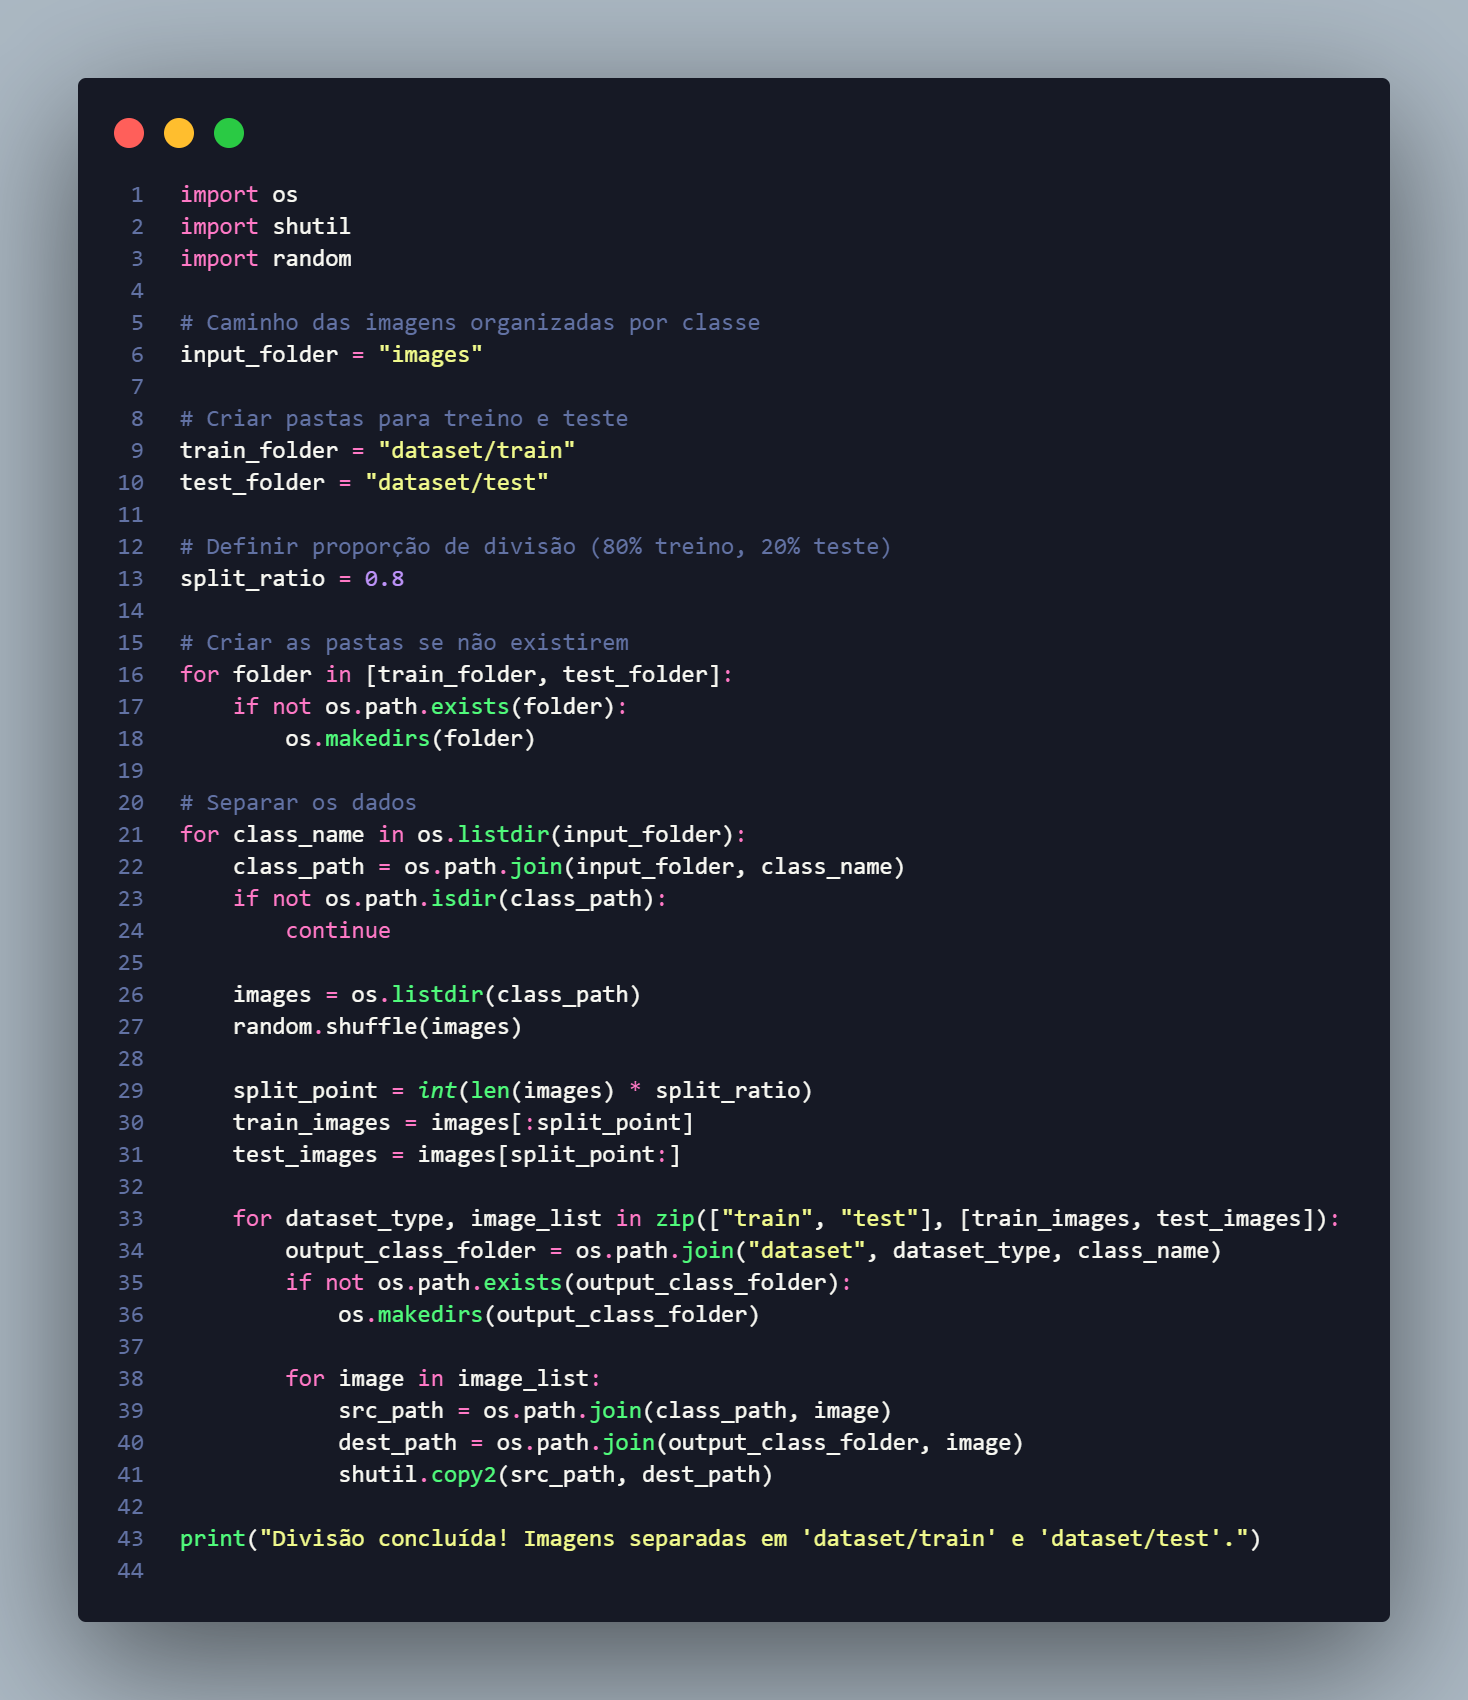 1 import os
2 import shutil
3 import random
4
5 # Caminho das imagens organizadas por classe
6 input_folder = "images"
7
8 # Criar pastas para treino e teste
9 train_folder = "dataset/train"
10 test_folder = "dataset/test"
11
12 # Definir proporção de divisão (80% treino, 20% teste)
13 split_ratio = 0.8
14
15 # Criar as pastas se não existirem
16 for folder in [train_folder, test_folder]:
17     if not os.path.exists(folder):
18         os.makedirs(folder)
19
20 # Separar os dados
21 for class_name in os.listdir(input_folder):
22     class_path = os.path.join(input_folder, class_name)
23     if not os.path.isdir(class_path):
24         continue
25
26     images = os.listdir(class_path)
27     random.shuffle(images)
28
29     split_point = int(len(images) * split_ratio)
30     train_images = images[:split_point]
31     test_images = images[split_point:]
32
33     for dataset_type, image_list in zip(["train", "test"], [train_images, test_images]):
34         output_class_folder = os.path.join("dataset", dataset_type, class_name)
35         if not os.path.exists(output_class_folder):
36             os.makedirs(output_class_folder)
37
38         for image in image_list:
39             src_path = os.path.join(class_path, image)
40             dest_path = os.path.join(output_class_folder, image)
41             shutil.copy2(src_path, dest_path)
42
43 print("Divisão concluída! Imagens separadas em 'dataset/train' e 'dataset/test'.")
44